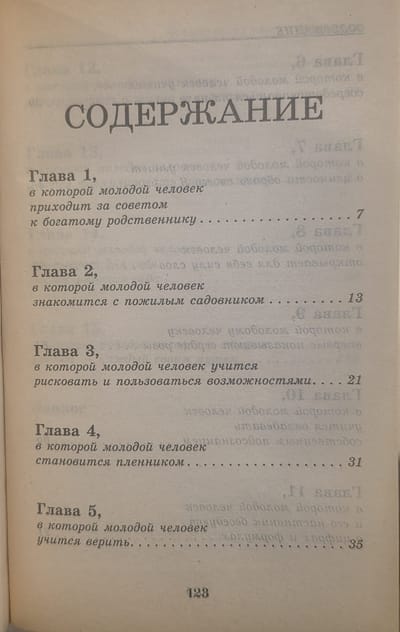 СОДЕРЖАНИЕ
Глава 1,
в которой молодой человек
приходит за советом
к богатому родственнику . . . . . . . . . . . . . . . . 7
Глава 2,
в которой молодой человек
знакомится с пожилым садовником . . . . . . . . . 13
Глава 3,
в которой молодой человек учится
рисковать и пользоваться возможностями. . . . 21
Глава 4,
в которой молодой человек
становится пленником . . . . . . . . . . . . . . . . . . . 31
Глава 5,
в которой молодой человек
учится верить. . . . . . . . . . . . . . . . . . . . . . . . . 35
123